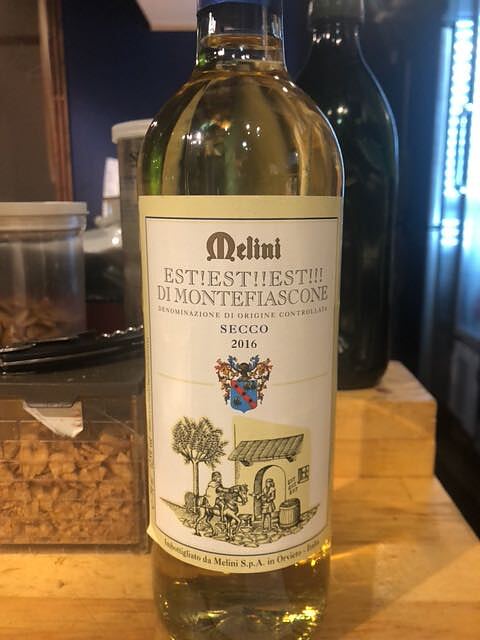 Melini
EST!EST!!EST!!!
DI MONTEFIASCONE
DENOMINAZIONE DI ORIGINE CONTROLLATA
SECCO
2016
Imbottigliato da Melini S.p.A. in Orvieto - Italia